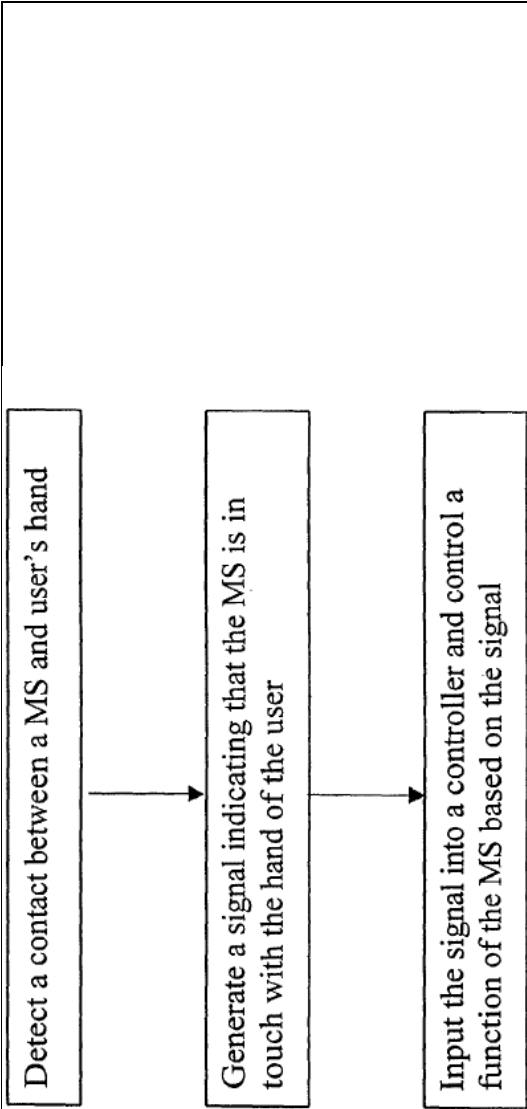 Detect a contact between a MS and user's hand
Generate a signal indicating that the MS is in
touch with the hand of the user
Input the signal into a controller and control a
function of the MS based on the signal